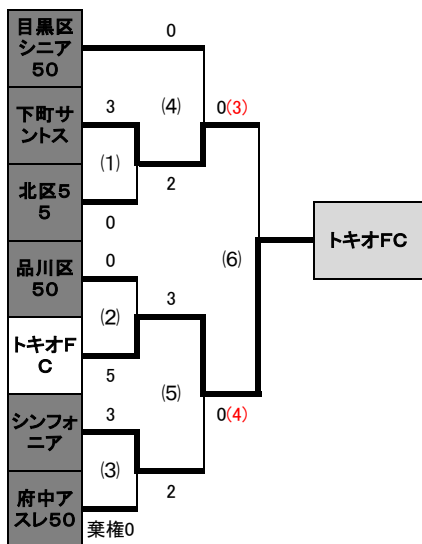 目黒区
シニア
50
下町サ
ントス
北区5
5
品川区
50
トキオF
C
シンフォ
ニア
府中ア
スレ50
0
3
(1)
0
0
(2)
5
3
(3)
棄権0
(4)
2
3
(5)
2
0(3)
(6)
0(4)
トキオFC